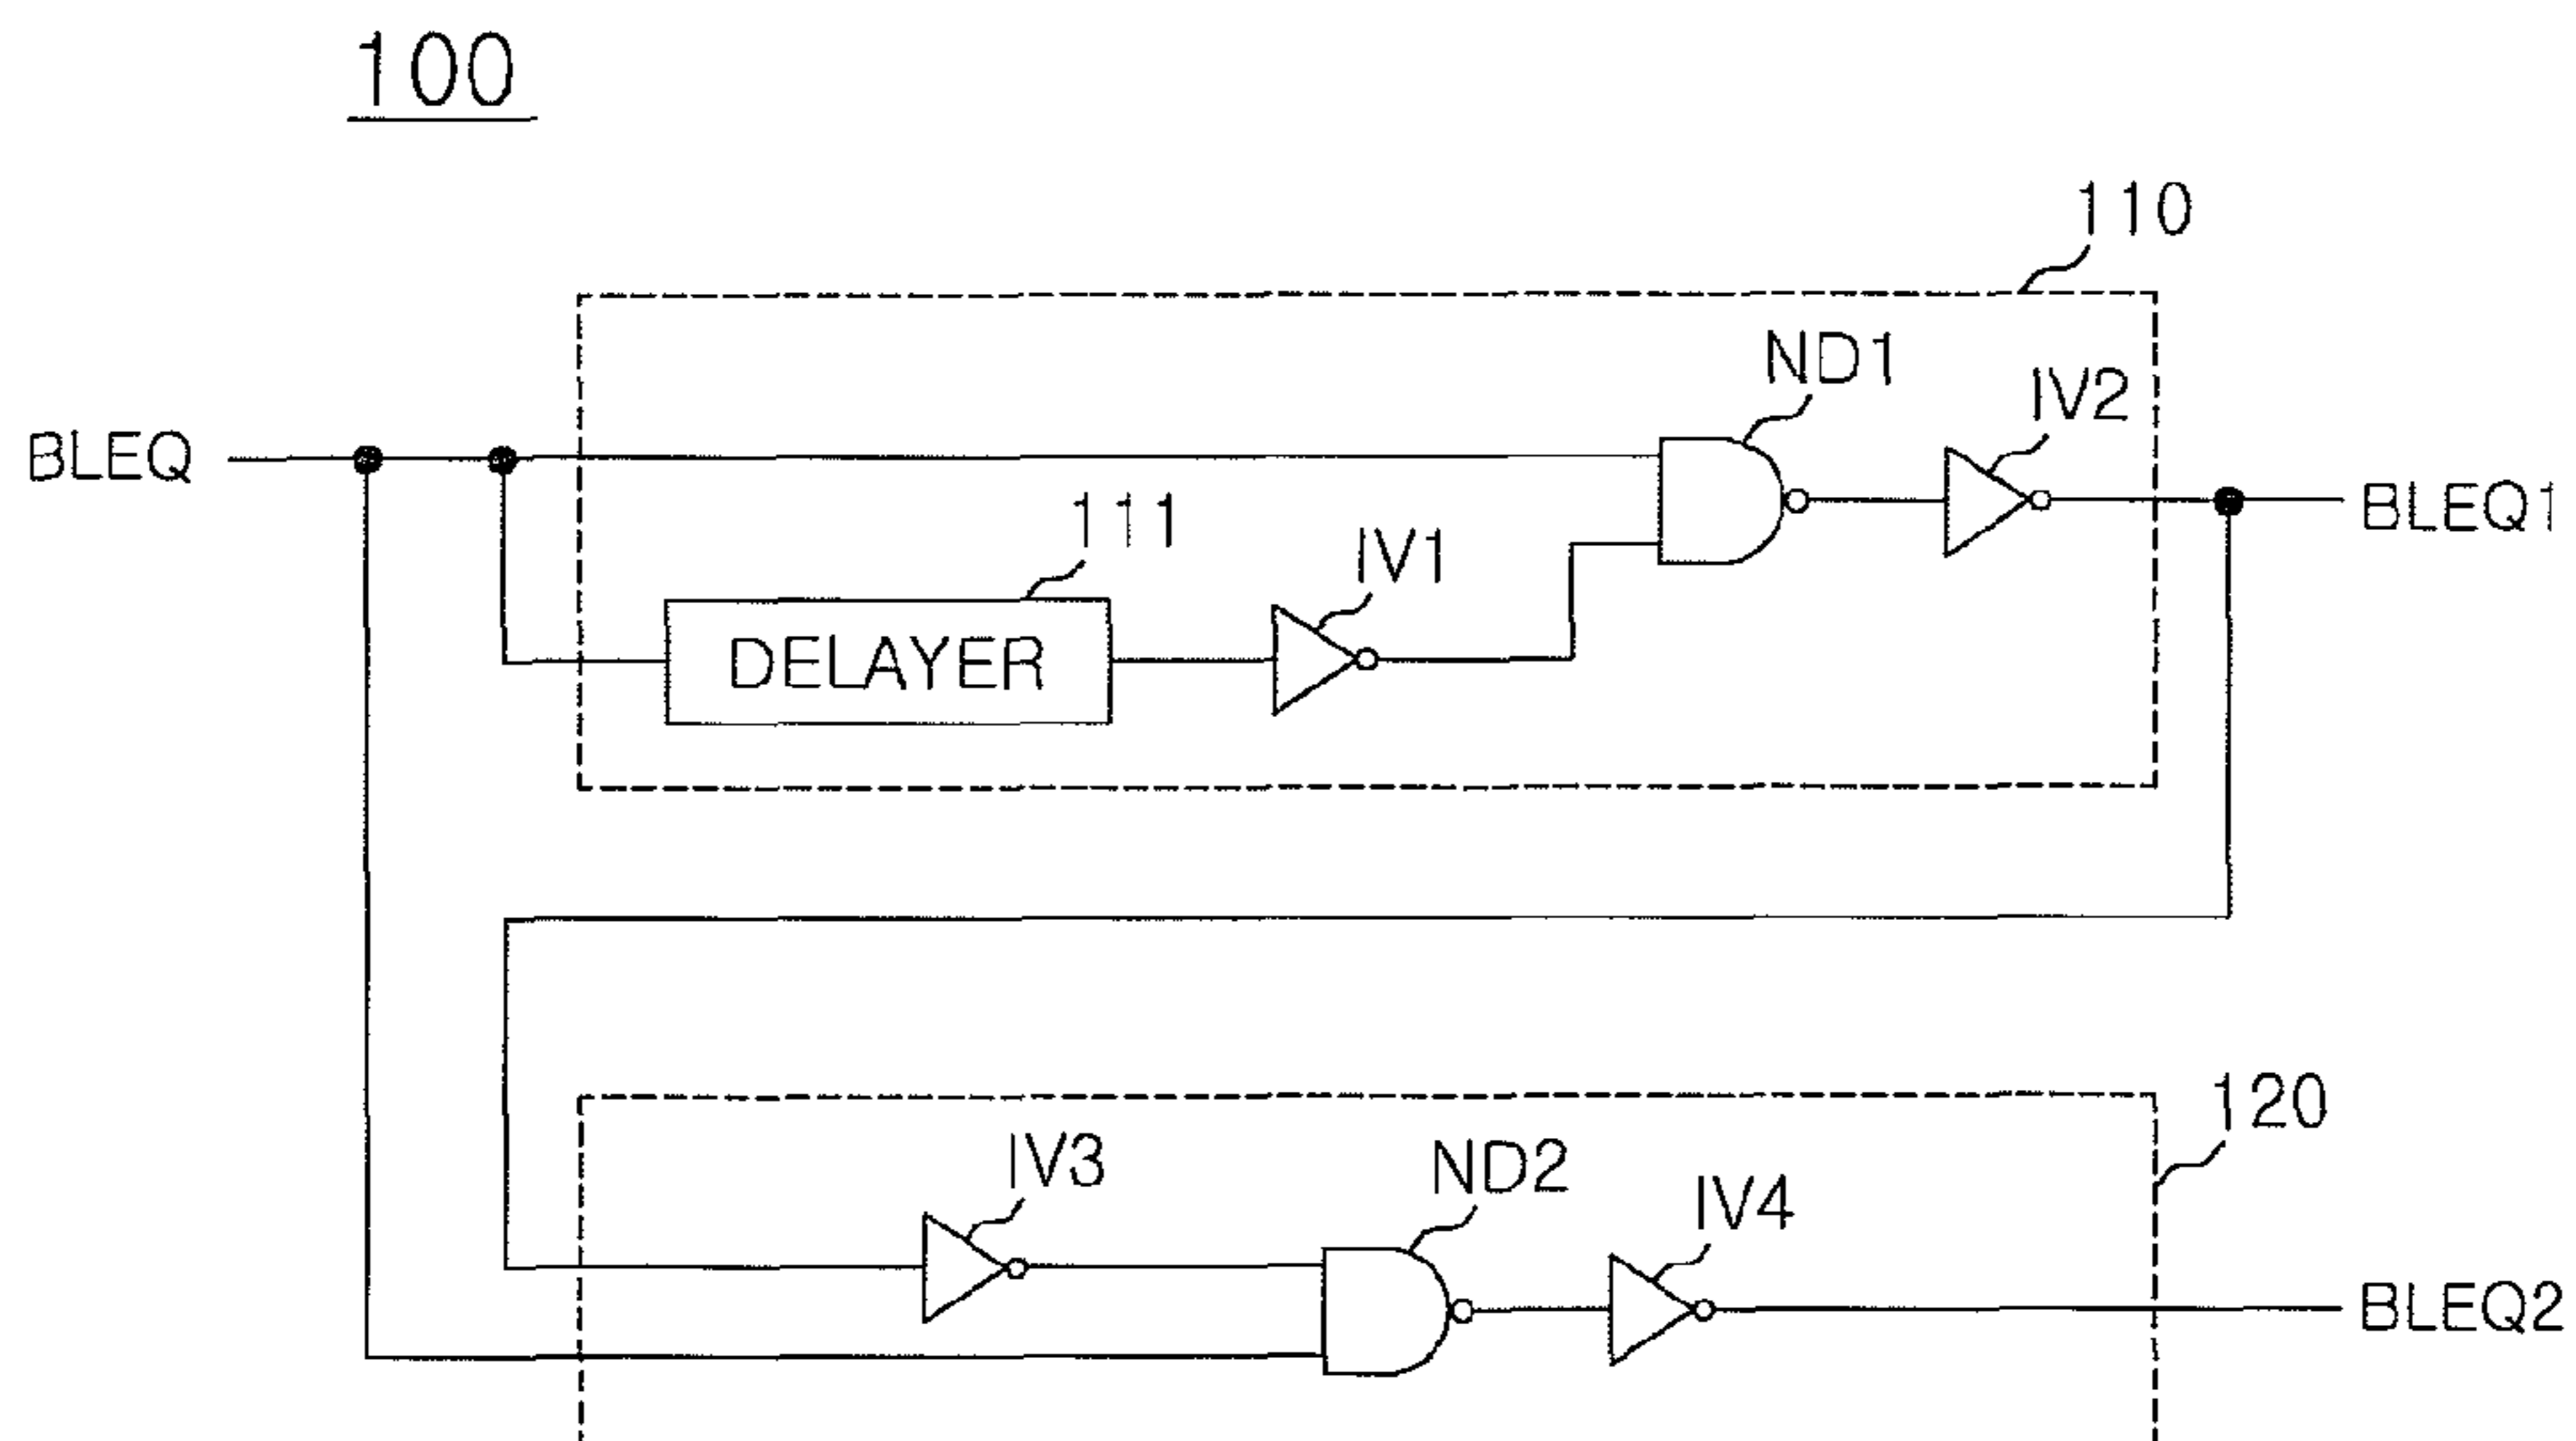 100
110
ND1
IV2
BLEQ
BLEQ1
111
IV1
DELAYER
120
IV3
ND2
IV4
BLEQ2